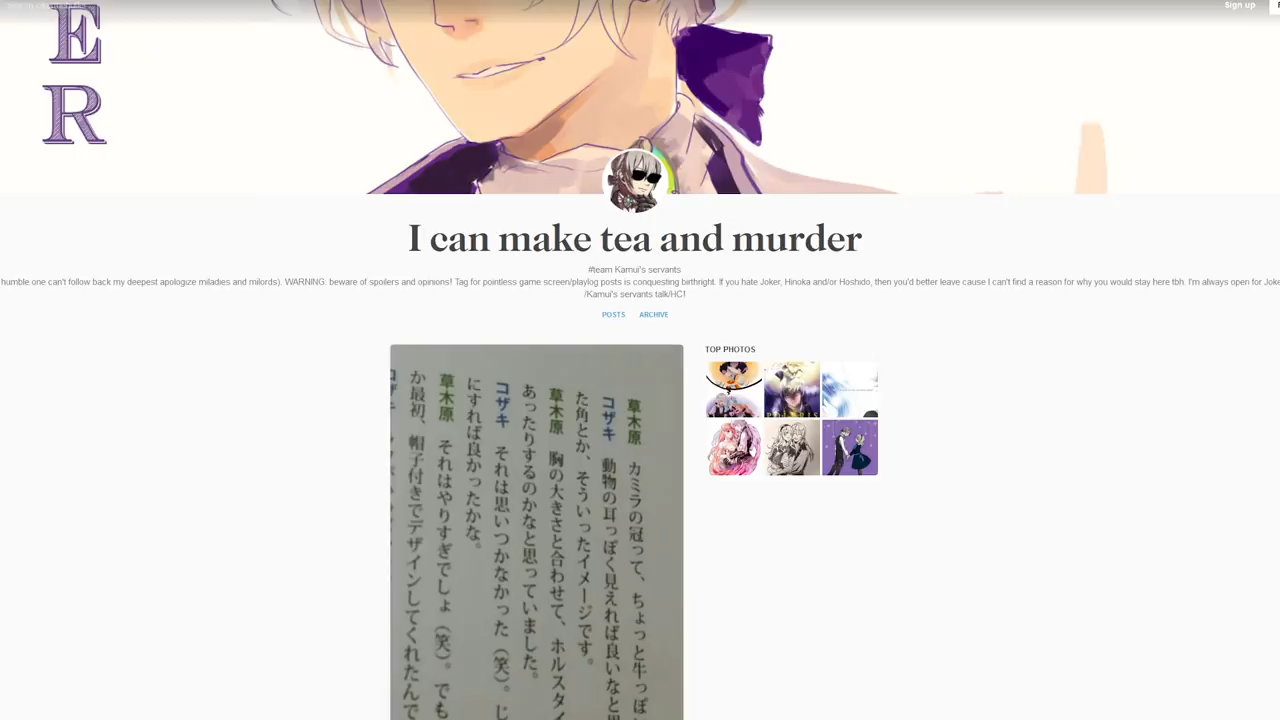 E
R
Sign up
I can make tea and murder
#team Kamui's servants
humble one can't follow back my deepest apologize miladies and milords). WARNING: beware of spoilers and opinions! Tag for pointless game screen/playlog posts is conquesting birthright. If you hate Joker, Hinoka and/or Hoshido, then you'd better leave cause I can't find a reason for why you would stay here tbh. I'm always open for Joke
/Kamui's servants talk/HC!
POSTS ARCHIVE
TOP PHOTOS
草木原 カミラの冠って、ちょっと牛っぽ
コザキ 動物の耳っぽく見えれば良いなと
た角とか、そういったイメージです。
草木原 胸の大きさと合わせて、ホルスタイ
あったりするのかなと思っていました。
コザキ それは思いつかなかった（笑）。じ
にすれば良かったかな。
草木原 それはやりすぎでしょ（笑）。でも
か最初、帽子付きでデザインしてくれたんで